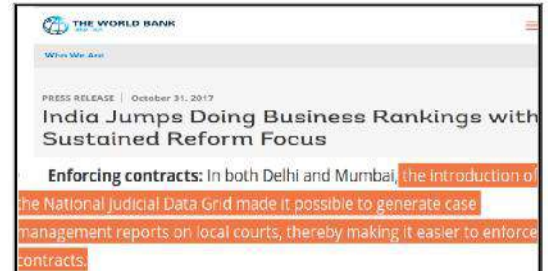 THE WORLD BANK
Who We Are
PRESS RELEASE | October 31, 2017
India Jumps Doing Business Rankings with
Sustained Reform Focus
Enforcing contracts: In both Delhi and Mumbai, the introduction of
the National Judicial Data Grid made it possible to generate case
management reports on local courts, thereby making it easier to enforce
contracts.